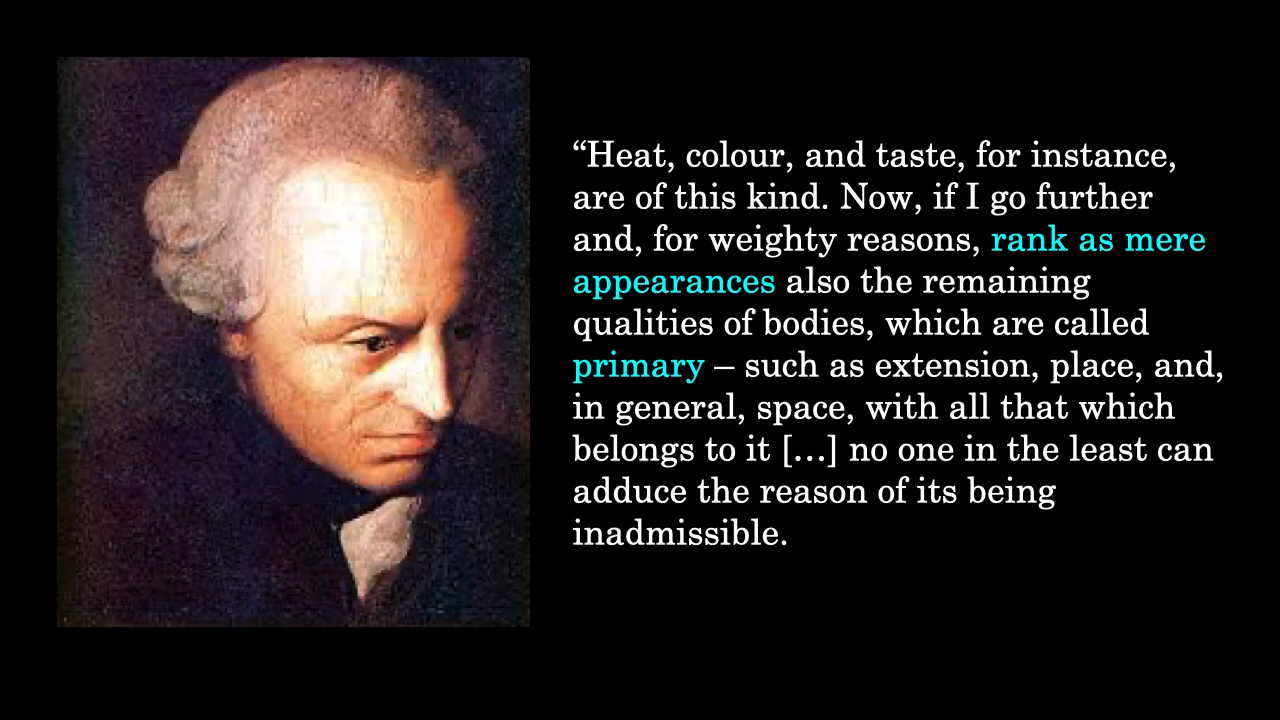 “Heat, colour, and taste, for instance,
are of this kind. Now, if I go further
and, for weighty reasons, rank as mere
appearances also the remaining
qualities of bodies, which are called
primary – such as extension, place, and,
in general, space, with all that which
belongs to it [...] no one in the least can
adduce the reason of its being
inadmissible.